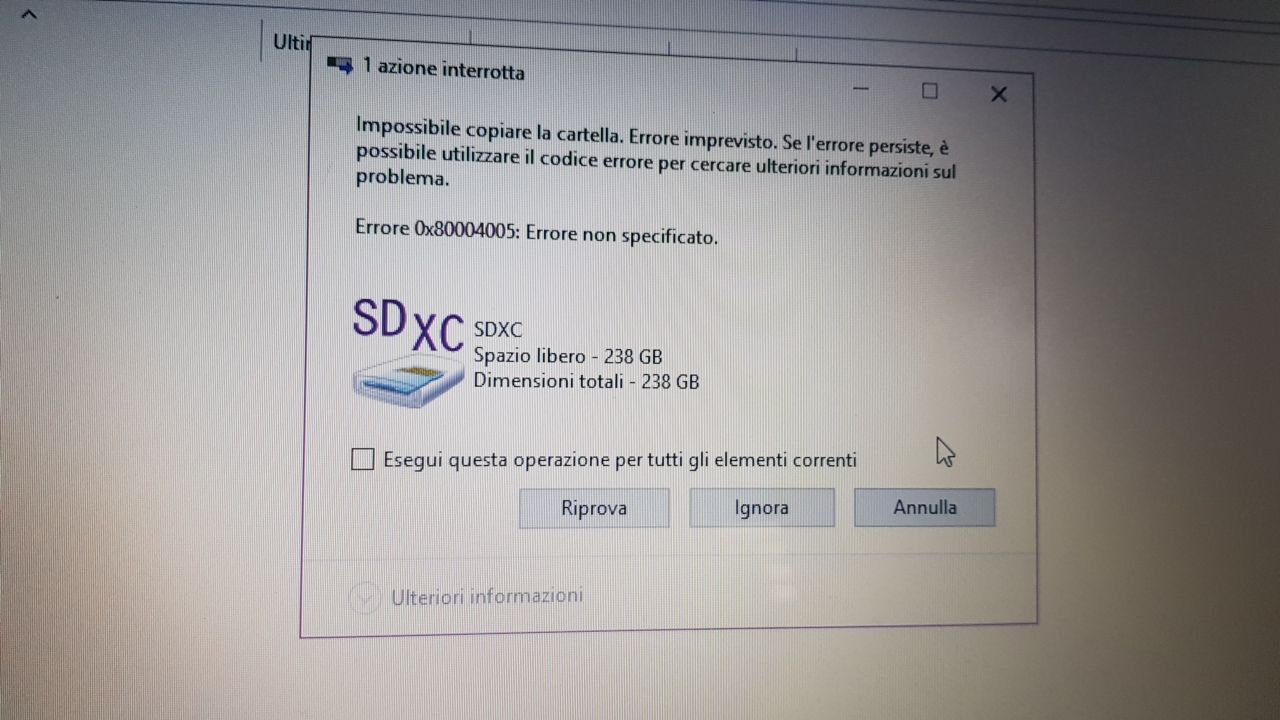 Ultir
1 azione interrotta
Impossibile copiare la cartella. Errore imprevisto. Se l'errore persiste, è
possibile utilizzare il codice errore per cercare ulteriori informazioni sul
problema.
Errore 0x80004005: Errore non specificato.
SDXC
SDXC
Spazio libero - 238 GB
Dimensioni totali - 238 GB
Esegui questa operazione per tutti gli elementi correnti
Riprova Ignora Annulla
Ulteriori informazioni